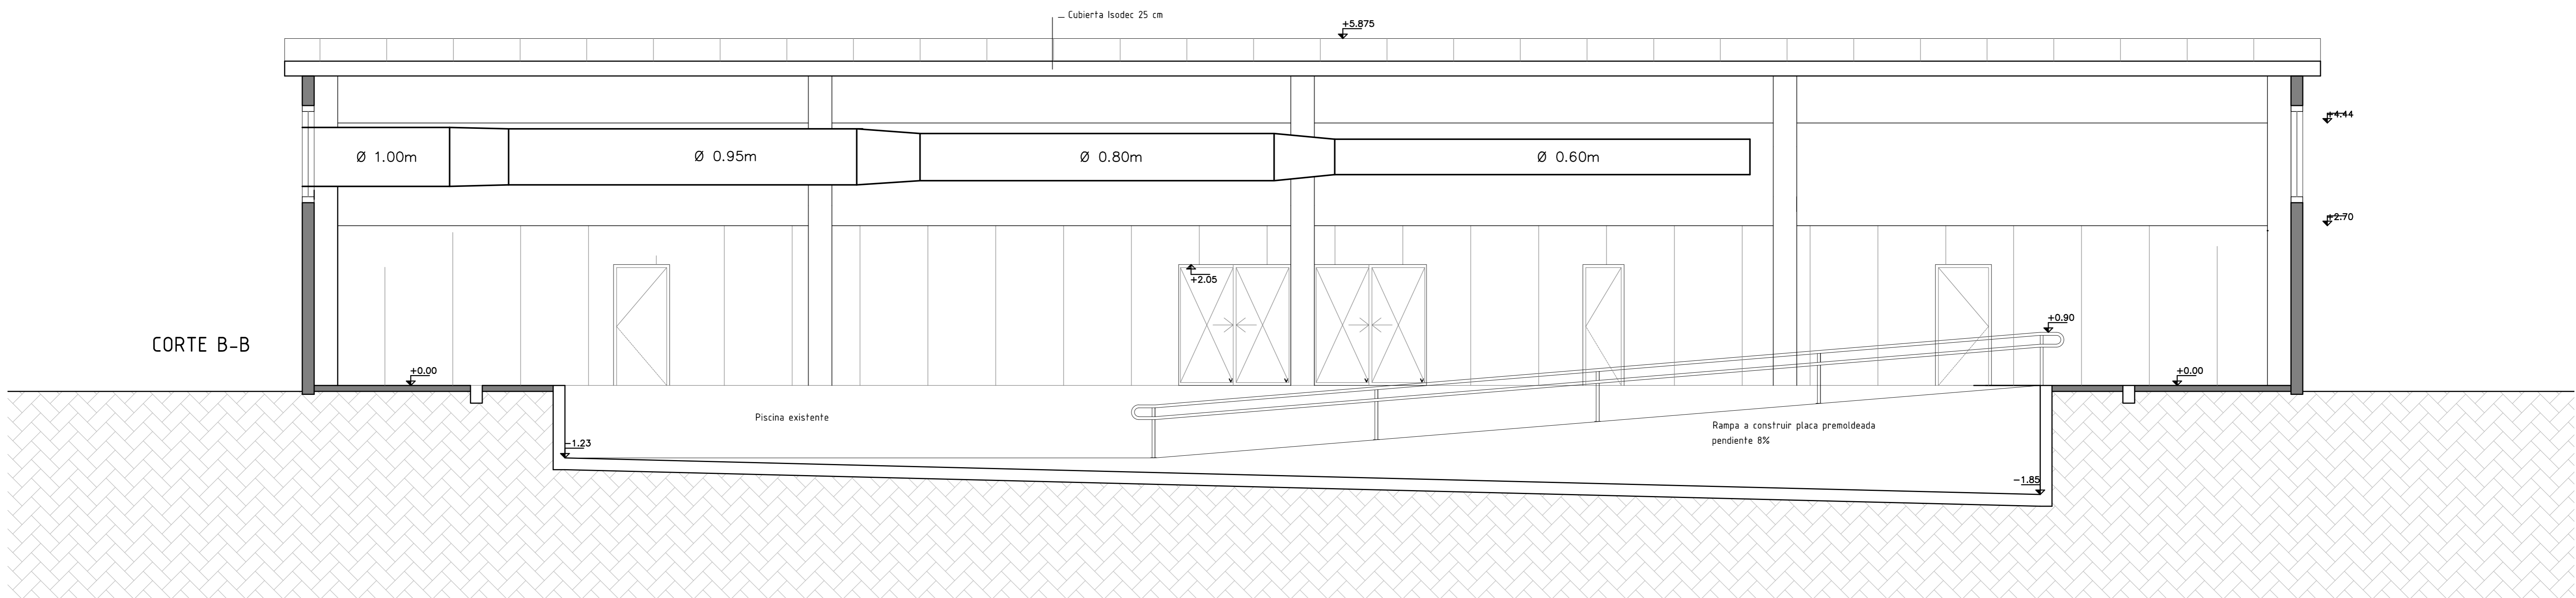 Cubierta Isodec 25 cm
+5.875
+4.44
Ø 1.00m
Ø 0.95m
Ø 0.80m
Ø 0.60m
+2.70
+2.05
+0.90
CORTE B-B
+0.00
+0.00
Piscina existente
Rampa a construir placa premoldeada
pendiente 8%
-1.23
-1.85